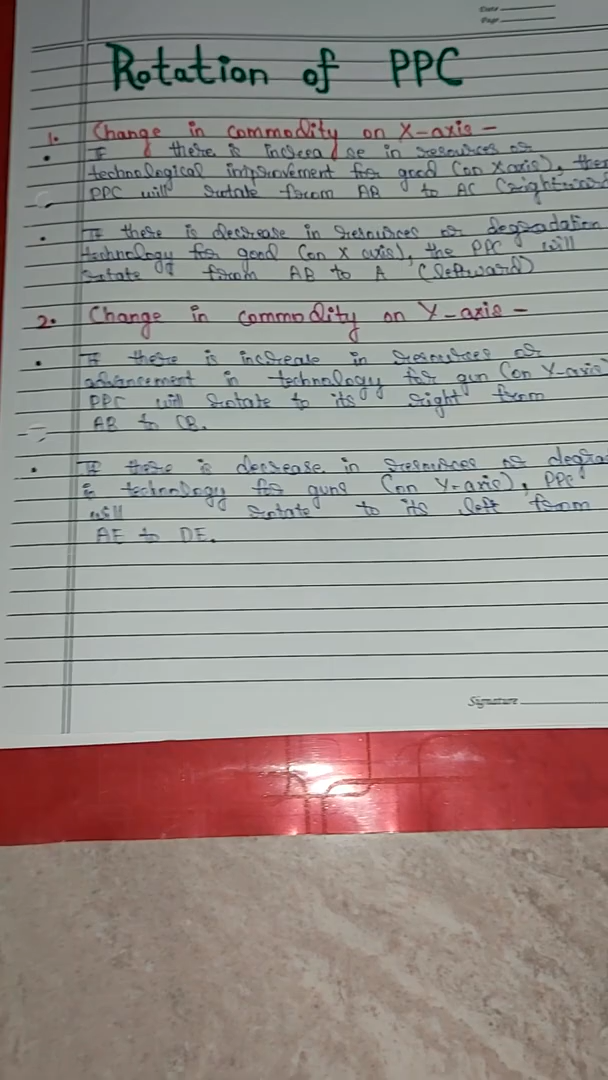 Date
Page
Rotation of PPC
1. Change in commodity on X-axis -
• If there is increase in resources or
technological improvement for good (on X axis), then
PPC will rotate from AB to AC (rightward
• If there is decrease in resources or degradation
technology for good (on X axis), the PPC will
rotate from AB to A (leftward)
2. Change in commodity on Y-axis -
• If there is increase in resources or
advancement in technology for gun (on Y-axis)
PPC will rotate to its right from
AB to CB.
• If there is decrease in resources or degra
in technology for guns (on Y-axis), PPC
will rotate to its left form
AE to DE.
Signature